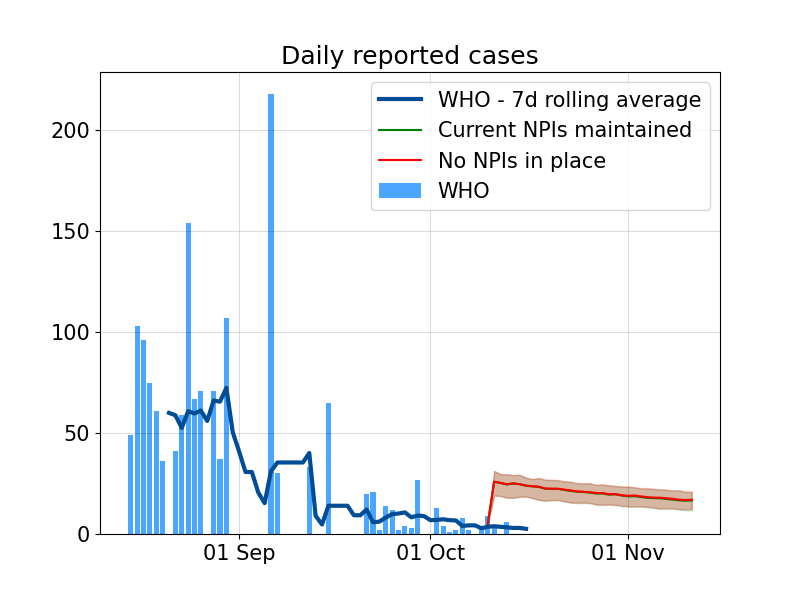 Daily reported cases
WHO - 7d rolling average
Current NPIs maintained
No NPIs in place
WHO
200
150
100
50
0
01 Sep
01 Oct
01 Nov